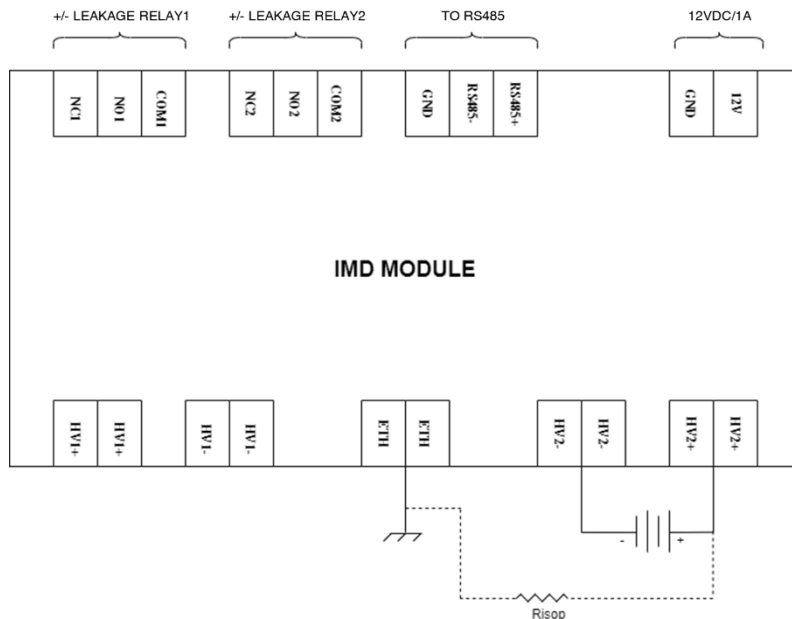 +/- LEAKAGE RELAY1
+/- LEAKAGE RELAY2
TO RS485
12VDC/1A
NC1
NO1
COM1
NC2
NO2
COM2
GND
RS485-
RS485+
GND
12V
IMD MODULE
HV1+
HV1+
HV1-
HV1-
ETH
ETH
HV2-
HV2-
HV2+
HV2+
- +
Risop